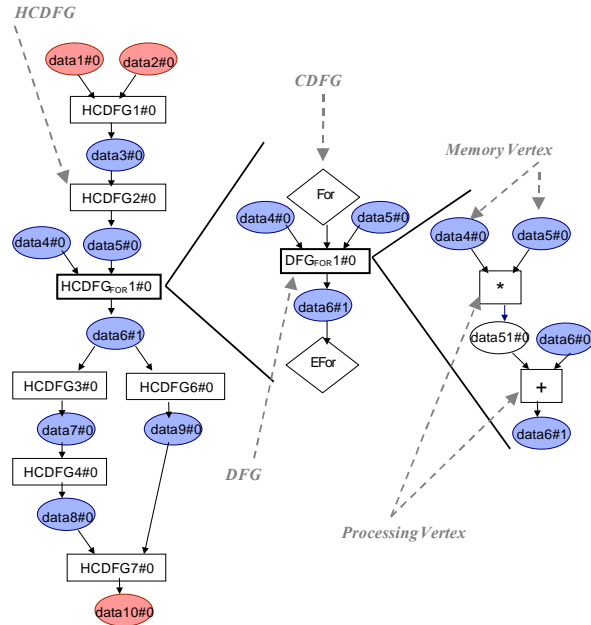 HCDFG
data1#0
data2#0
HCDFG1#0
data3#0
HCDFG2#0
data4#0
data5#0
HCDFGFOR1#0
data6#1
HCDFG3#0
HCDFG6#0
data7#0
data9#0
HCDFG4#0
data8#0
HCDFG7#0
data10#0
CDFG
For
data4#0
data5#0
DFGFOR1#0
data6#1
EFor
DFG
Memory Vertex
data4#0
data5#0
*
data51#0
data6#0
+
data6#1
Processing Vertex